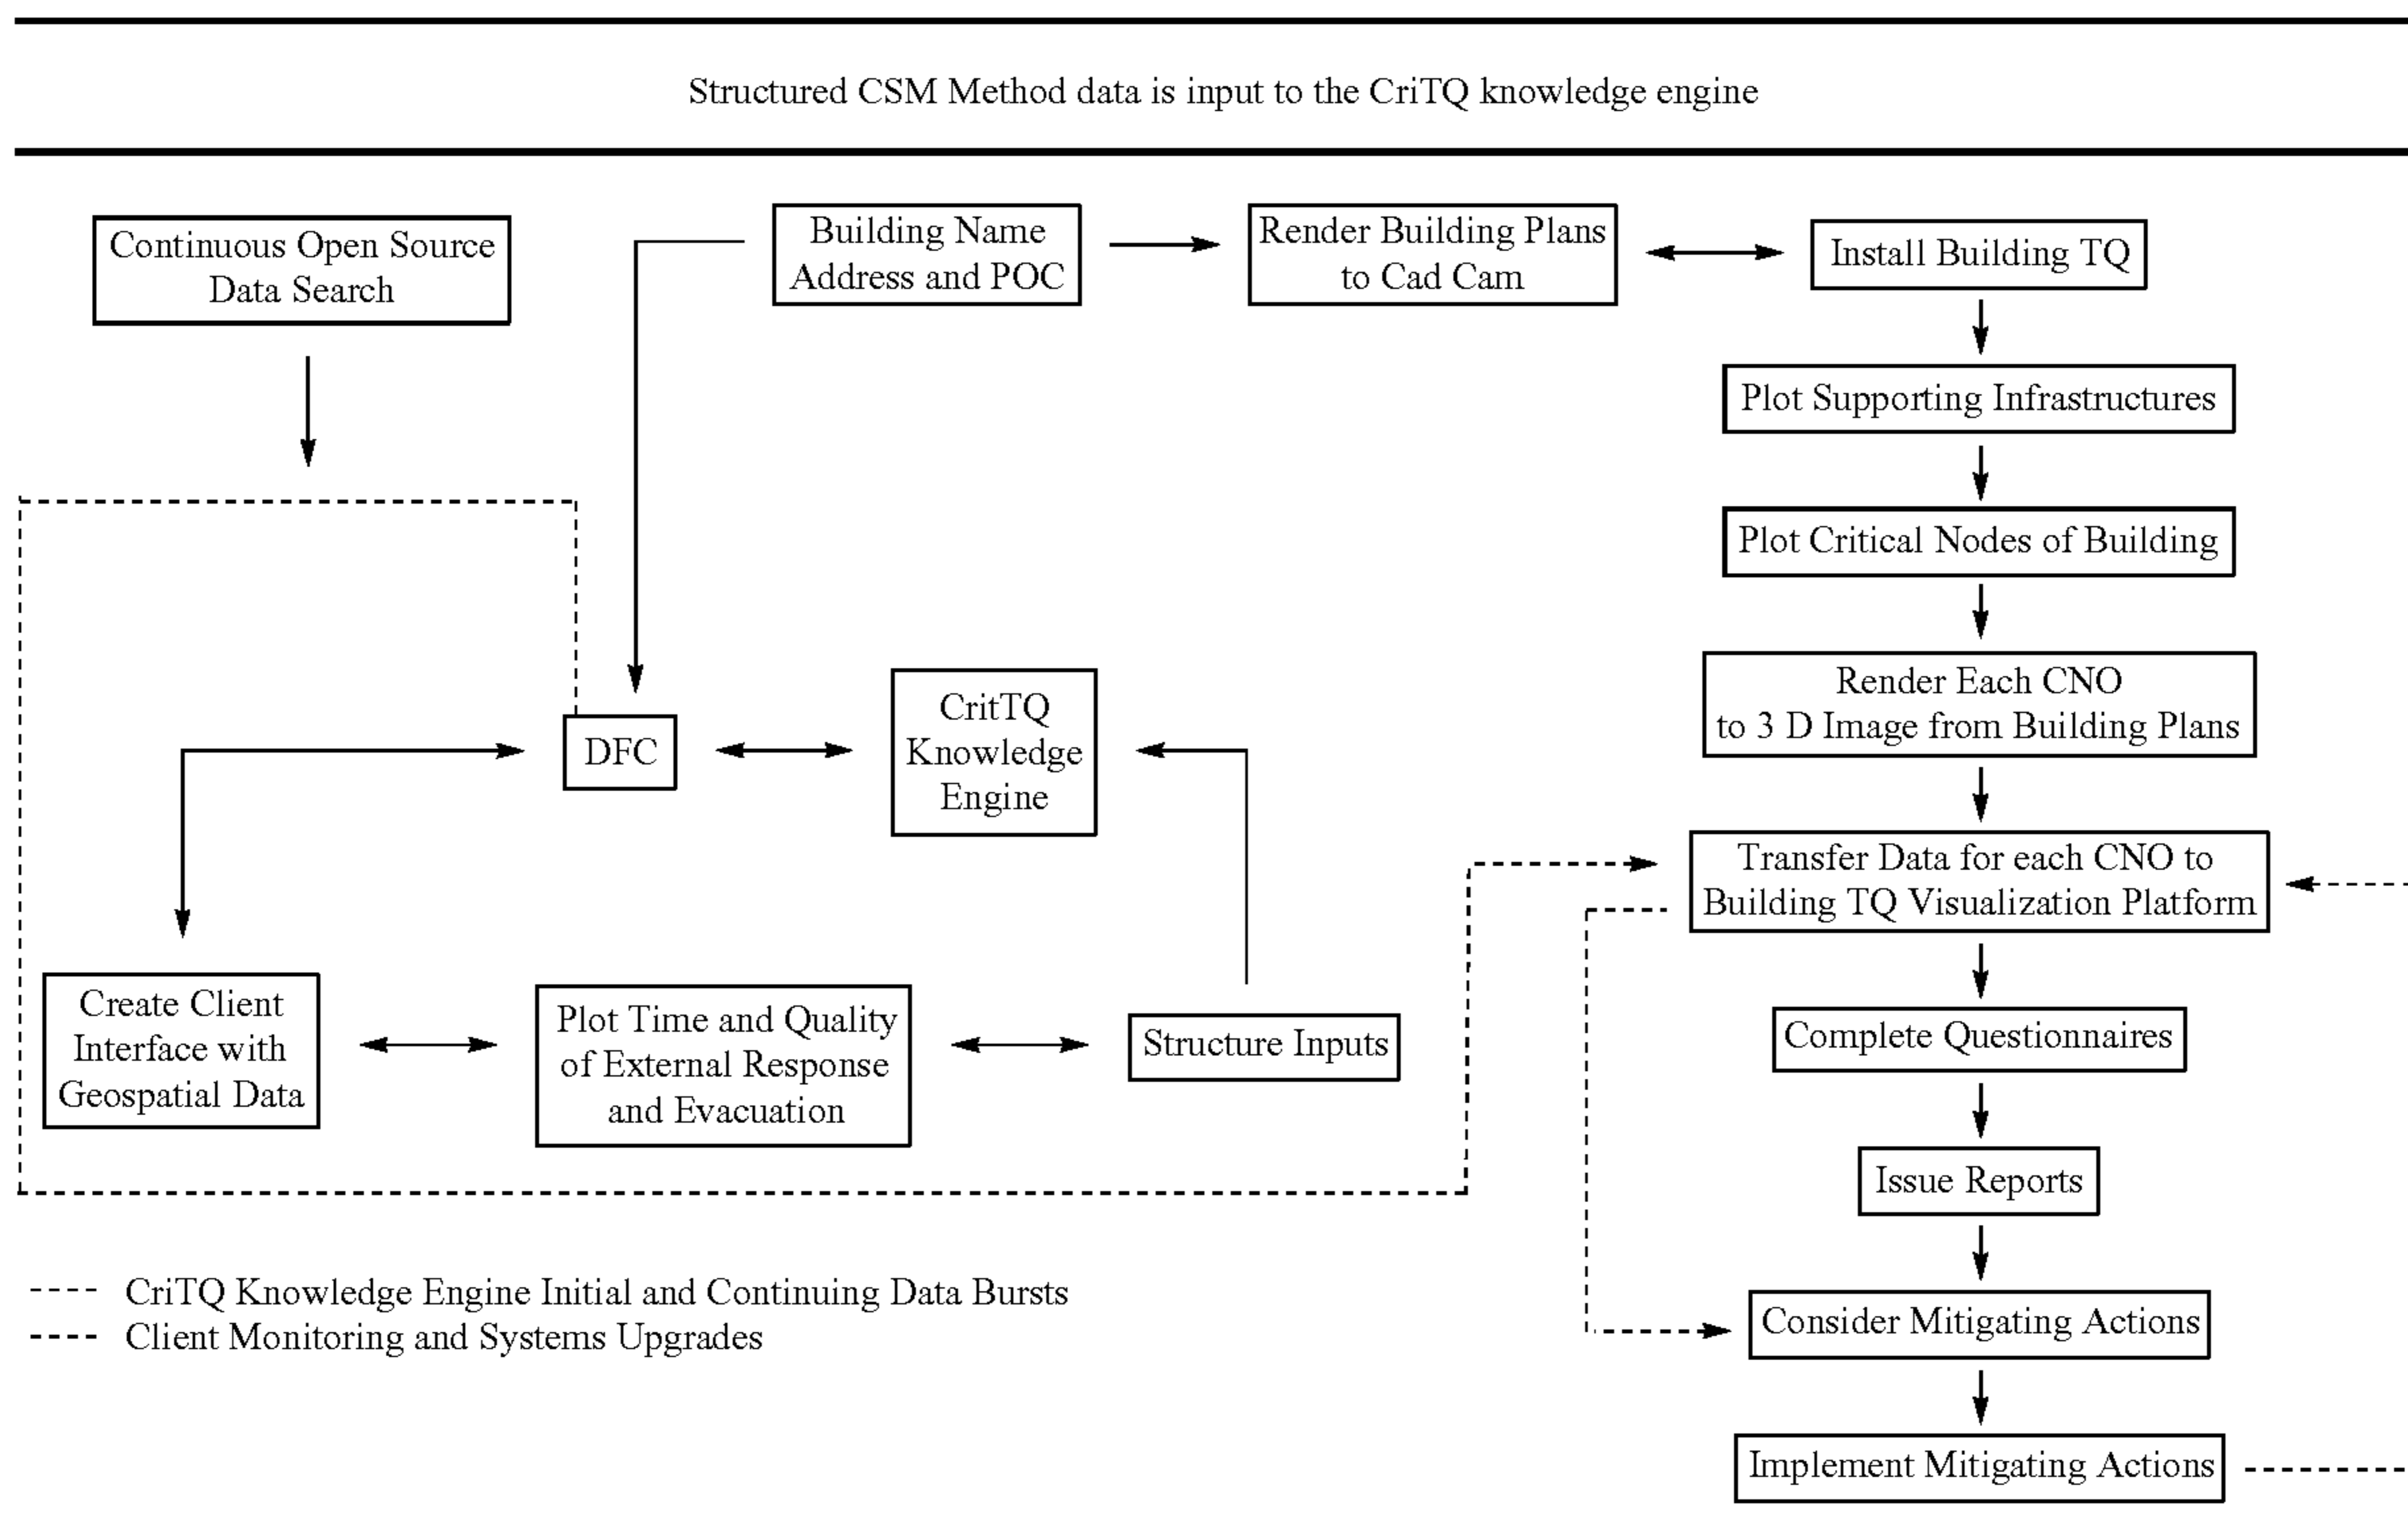 Structured CSM Method data is input to the CriTQ knowledge engine
Continuous Open Source
Data Search
Building Name
Address and POC
Render Building Plans
to Cad Cam
Install Building TQ
Plot Supporting Infrastructures
Plot Critical Nodes of Building
Render Each CNO
to 3 D Image from Building Plans
DFC
CritTQ
Knowledge
Engine
Transfer Data for each CNO to
Building TQ Visualization Platform
Create Client
Interface with
Geospatial Data
Plot Time and Quality
of External Response
and Evacuation
Structure Inputs
Complete Questionnaires
Issue Reports
Consider Mitigating Actions
Implement Mitigating Actions
CriTQ Knowledge Engine Initial and Continuing Data Bursts
Client Monitoring and Systems Upgrades